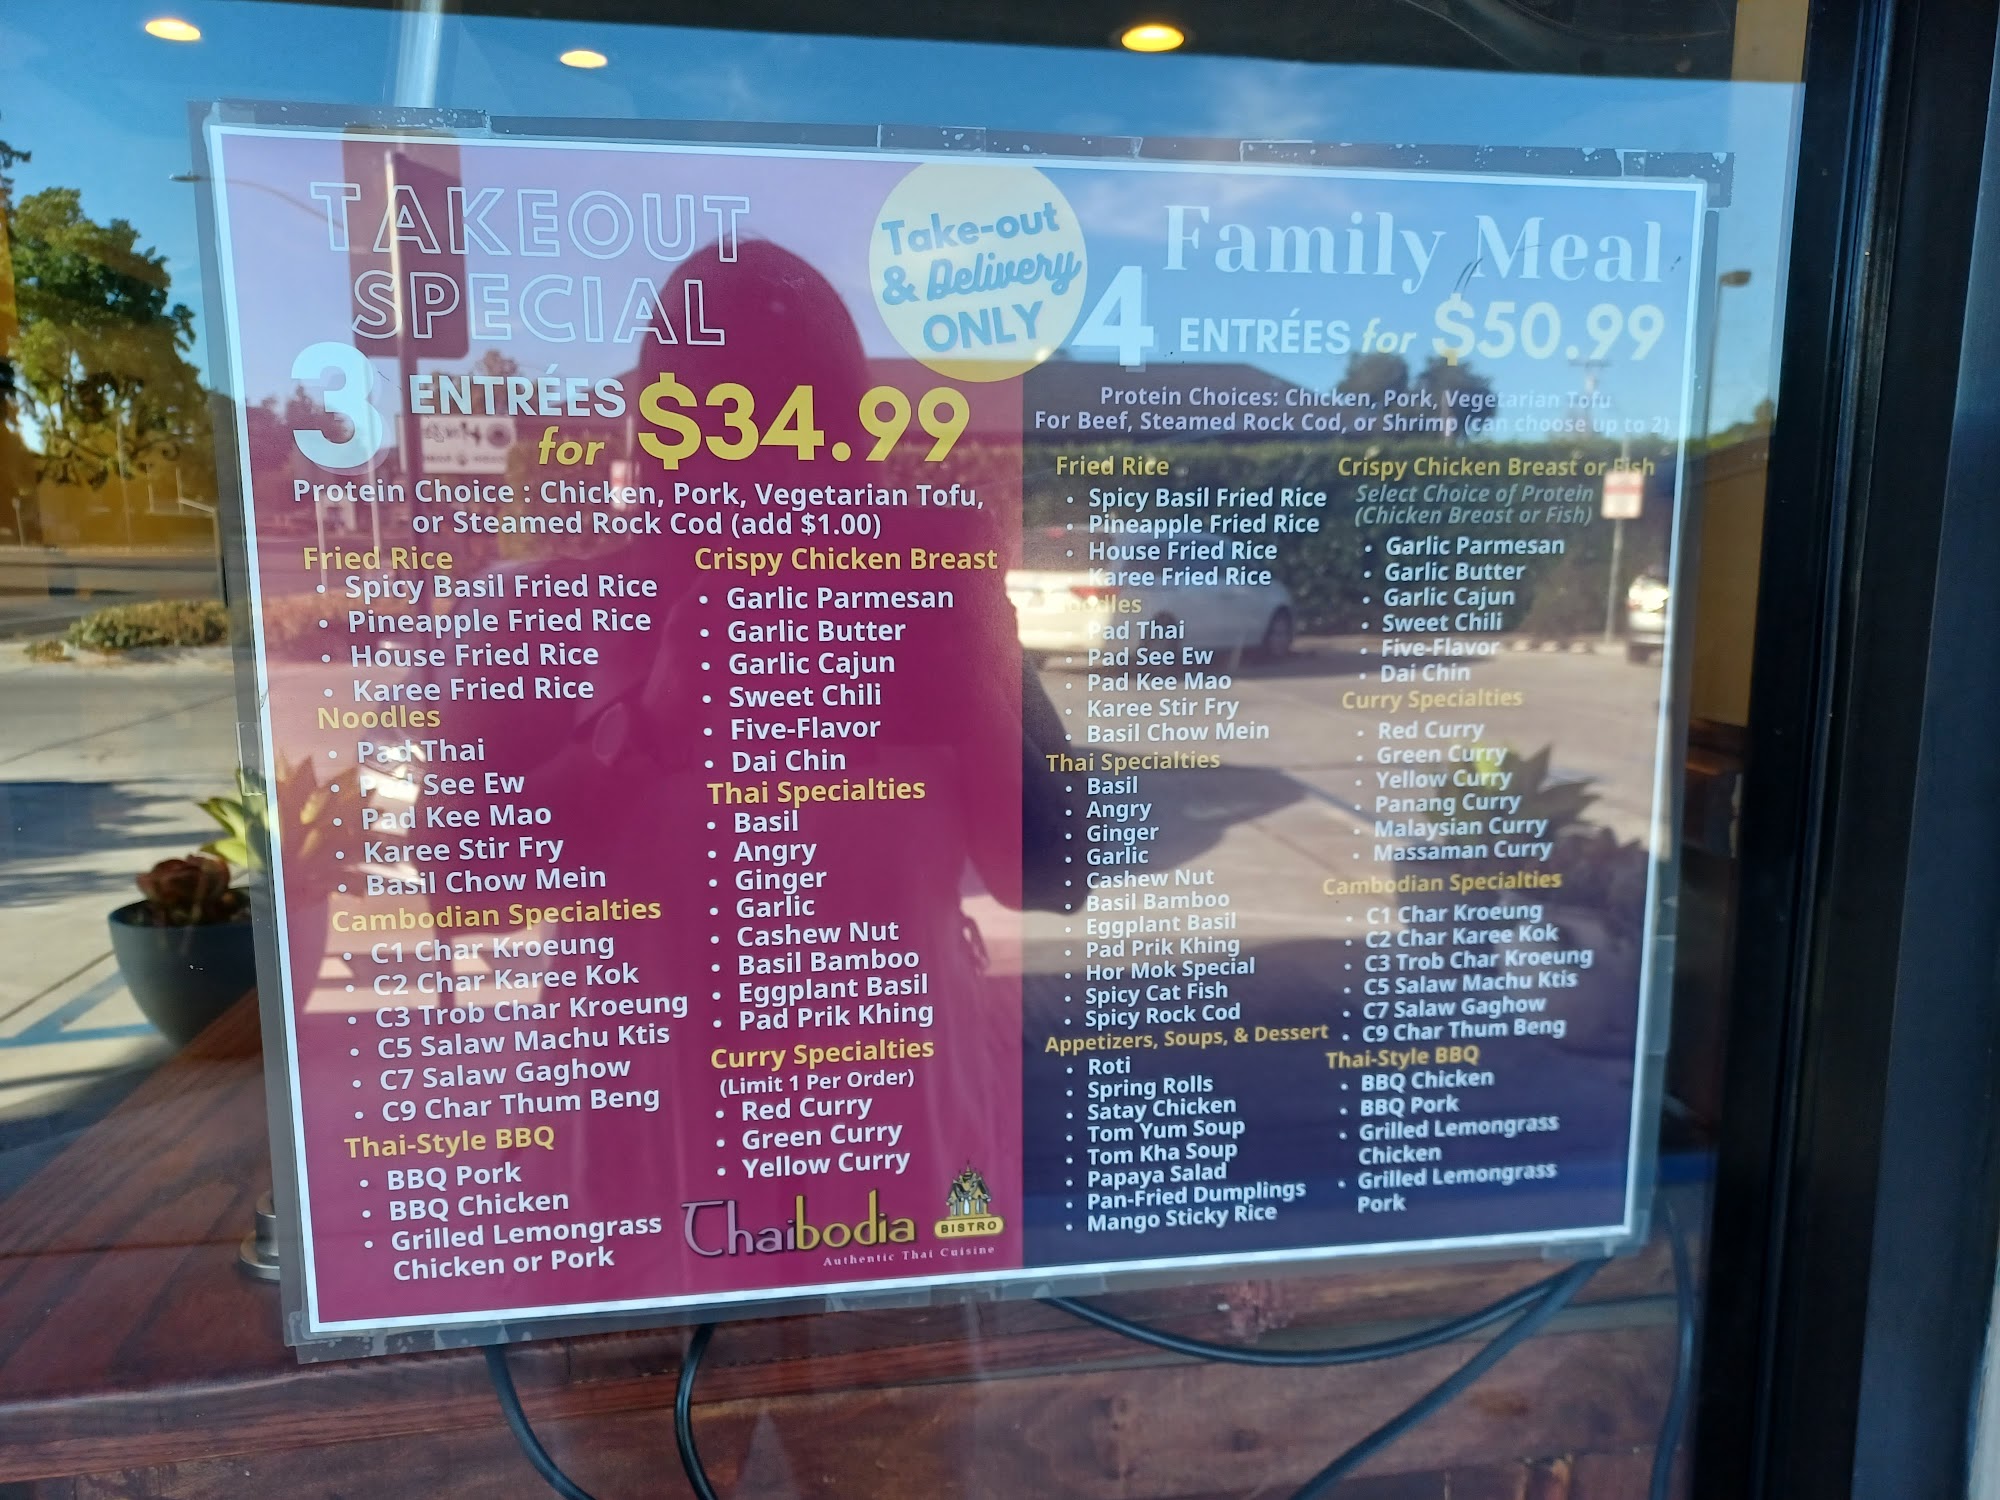 TAKEOUT
SPECIAL
3 ENTRÉES
for $34.99
Protein Choice : Chicken, Pork, Vegetarian Tofu,
or Steamed Rock Cod (add $1.00)
Fried Rice
• Spicy Basil Fried Rice
• Pineapple Fried Rice
• House Fried Rice
• Karee Fried Rice
Noodles
• Pad Thai
• Pad See Ew
• Pad Kee Mao
• Karee Stir Fry
• Basil Chow Mein
Cambodian Specialties
• C1 Char Kroeung
• C2 Char Karee Kok
• C3 Trob Char Kroeung
• C5 Salaw Machu Ktis
• C7 Salaw Gaghow
• C9 Char Thum Beng
Thai-Style BBQ
• BBQ Pork
• BBQ Chicken
• Grilled Lemongrass
Chicken or Pork
Crispy Chicken Breast
• Garlic Parmesan
• Garlic Butter
• Garlic Cajun
• Sweet Chili
• Five-Flavor
• Dai Chin
Thai Specialties
• Basil
• Angry
• Ginger
• Garlic
• Cashew Nut
• Basil Bamboo
• Eggplant Basil
• Pad Prik Khing
Curry Specialties
(Limit 1 Per Order)
• Red Curry
• Green Curry
• Yellow Curry
Thaibodia
BISTRO
Authentic Thai Cuisine
Take-out
& Delivery
ONLY
Family Meal
4 ENTRÉES for $50.99
Protein Choices: Chicken, Pork, Vegetarian Tofu
For Beef, Steamed Rock Cod, or Shrimp (can choose up to 2)
Fried Rice
• Spicy Basil Fried Rice
• Pineapple Fried Rice
• House Fried Rice
• Karee Fried Rice
Noodles
• Pad Thai
• Pad See Ew
• Pad Kee Mao
• Karee Stir Fry
• Basil Chow Mein
Thai Specialties
• Basil
• Angry
• Ginger
• Garlic
• Cashew Nut
• Basil Bamboo
• Eggplant Basil
• Pad Prik Khing
• Hor Mok Special
• Spicy Cat Fish
• Spicy Rock Cod
Appetizers, Soups, & Dessert
• Roti
• Spring Rolls
• Satay Chicken
• Tom Yum Soup
• Tom Kha Soup
• Papaya Salad
• Pan-Fried Dumplings
• Mango Sticky Rice
Crispy Chicken Breast or Fish
Select Choice of Protein
(Chicken Breast or Fish)
• Garlic Parmesan
• Garlic Butter
• Garlic Cajun
• Sweet Chili
• Five-Flavor
• Dai Chin
Curry Specialties
• Red Curry
• Green Curry
• Yellow Curry
• Panang Curry
• Malaysian Curry
• Massaman Curry
Cambodian Specialties
• C1 Char Kroeung
• C2 Char Karee Kok
• C3 Trob Char Kroeung
• C5 Salaw Machu Ktis
• C7 Salaw Gaghow
• C9 Char Thum Beng
Thai-Style BBQ
• BBQ Chicken
• BBQ Pork
• Grilled Lemongrass
Chicken
• Grilled Lemongrass
Pork